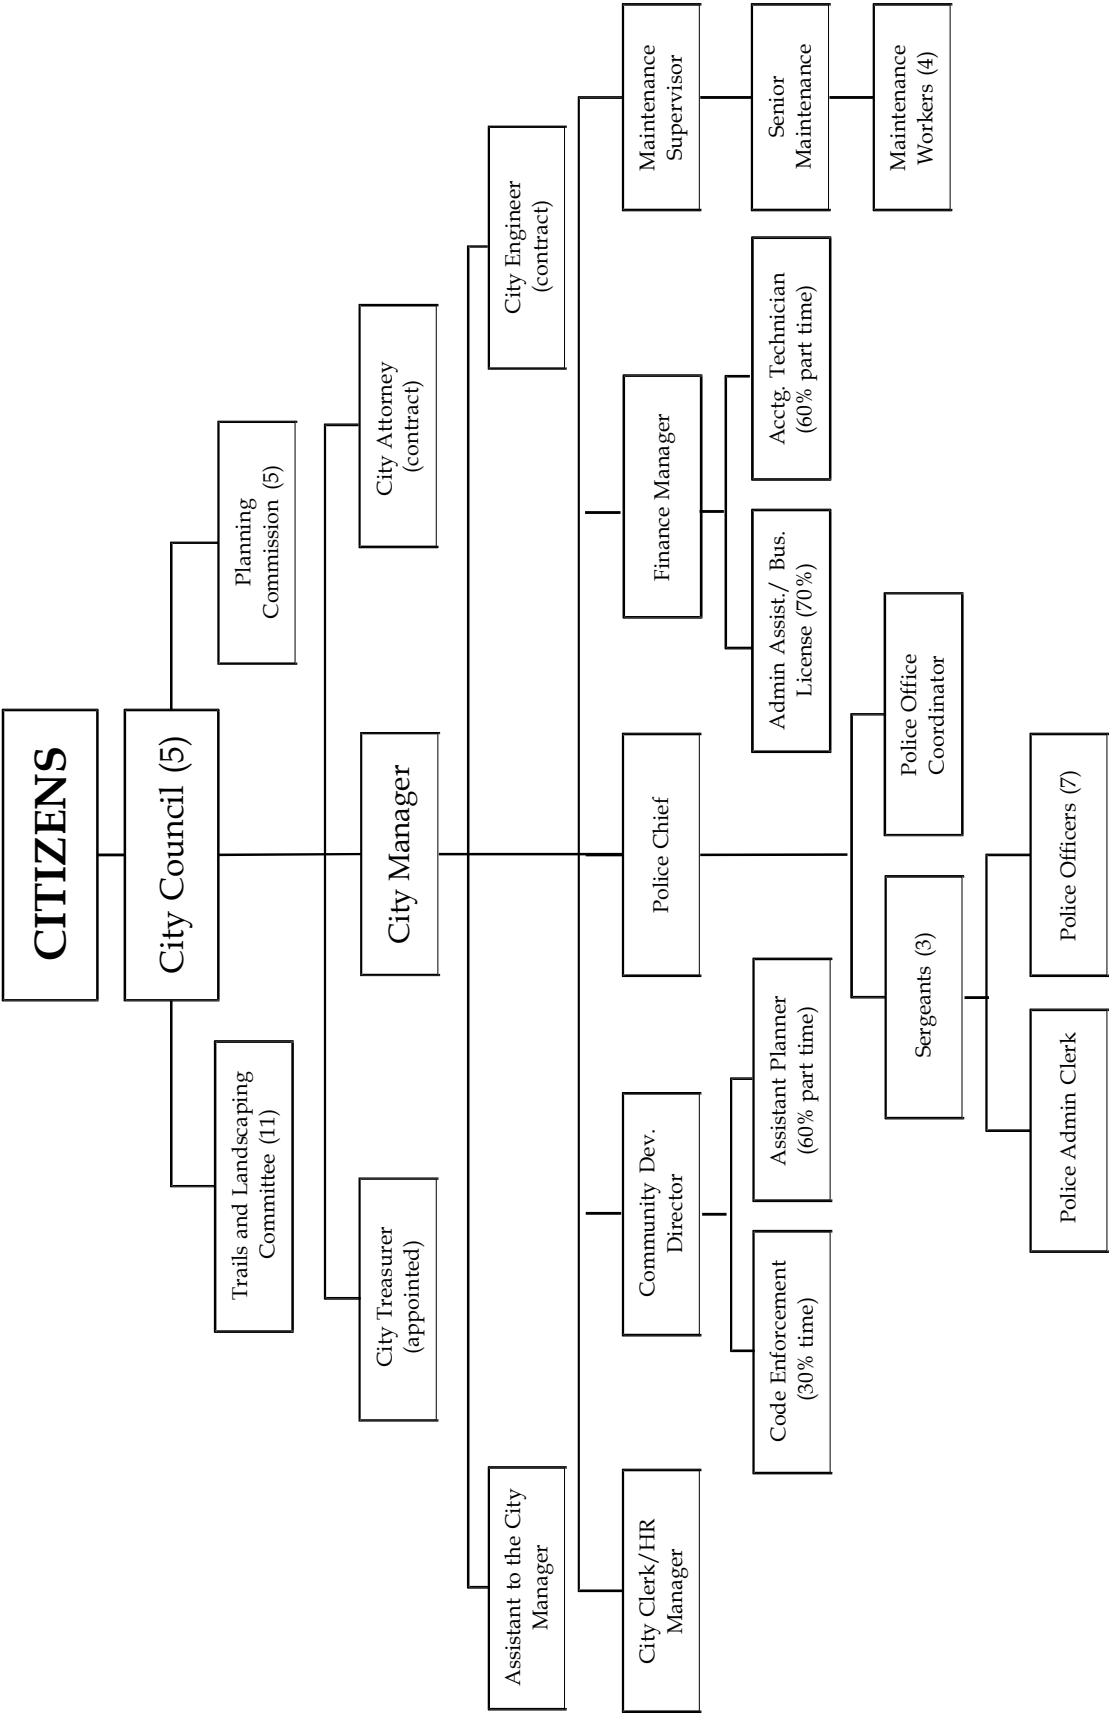 CITIZENS
City Council (5)
Trails and Landscaping
Committee (11)
Planning
Commission (5)
City Treasurer
(appointed)
City Manager
City Attorney
(contract)
Assistant to the City
Manager
City Engineer
(contract)
City Clerk/HR
Manager
Community Dev.
Director
Police Chief
Finance Manager
Maintenance
Supervisor
Code Enforcement
(30% time)
Assistant Planner
(60% part time)
Admin Assist./ Bus.
License (70%)
Acctg. Technician
(60% part time)
Senior
Maintenance
Sergeants (3)
Police Office
Coordinator
Maintenance
Workers (4)
Police Admin Clerk
Police Officers (7)